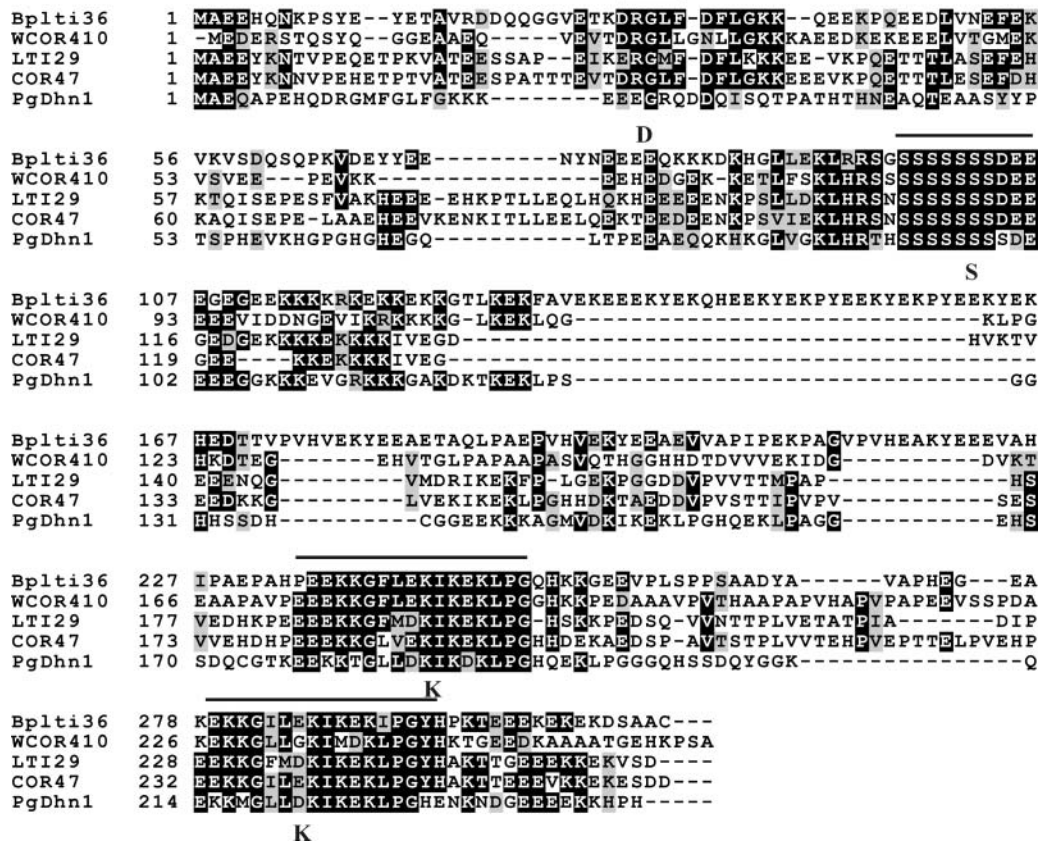 Bplti36 1 MAEEHQNKPSYE--YETAVRDDQQGGVETKDRGLF-DFLGKK--QEEKPQEEDLVNEFEK
WCOR410 1 -MEDERSTQSYQ--GGEAAEQ-----VEVTDRGLLGNLLGKKKAEEDKEKEEELVTGMEK
LTI29 1 MAEEYKNTVPEQETPKVATEESSAP--EIKERGMF-DFLKKKEE-VKPQETTTLASEFEH
COR47 1 MAEEYKNNVPEHETPTVATEESPATTTEVTDRGLF-DFLGKKEEEVKPQETTTLESEFDH
PgDhn1 1 MAEQAPEHQDRGMFGLFGKKK--------EEEGRQDDQISQTPATHTHNEAQTEAASYYP
D
Bplti36 56 VKVSDQSQPKVDEYYEE----------NYNEEEEQKKKDKHGLLEKLRRSGSSSSSSSDEE
WCOR410 53 VSVEE--PEVKK---------------EEHEDGEK-KETLFSKLHRSSSSSSSSSDEE
LTI29 57 KTQISEPESFVAKHEEE-EHKPTLLEQLHQKHEEEEENKPSLLDKLHRSNSSSSSSSDEE
COR47 60 KAQISEPE-LAAEHEEVKENKITLLEELQEKTEEDEENKPSVIEKLHRSNSSSSSSSDEE
PgDhn1 53 TSPHEVKHGPGHGHEGQ----------LTPEEAEQQKHKGLVGKLHRTHSSSSSSSSDE
S
Bplti36 107 EGEGEEKKKKRKEKKEKKGTLKEKFAVEKEEEKYEKQHEEKYEKPYEEKYEKPYEEKYEK
WCOR410 93 EEEVIDDNGEVIKRKKKKG-LKEKLQG----------------------------KLPG
LTI29 116 GEDGEKKKKEKKKKIVEGD-----------------------------------HVKTV
COR47 119 GEE----KKEKKKKIVEG------------------------------------------
PgDhn1 102 EEEGGKKKEVGRKKKGAKDKTKEKLPS------------------------------GG
Bplti36 167 HEDTTVPVHVEKYEEAETAQLPAEPVHVEKYEEAEVVAPIPEKPAGVPVHEAKYEEEVAH
WCOR410 123 HKDTEG-------EHVTGLPAPAAPASVQTHGGHHDTDVVVEKIDG----------DVKT
LTI29 140 EEENQG---------VMDRIKEKFP-LGEKPGGDDVPVVTTMPAP-----------HS
COR47 133 EEDKKG---------LVEKIKEKLPGHHDKTAEDDVPVSTTIPVPV---------SES
PgDhn1 131 HHSSDH---------CGGEEKKKAGMVDKIKEKLPGHQEKLPAGG-----------EHS
Bplti36 227 IPAEPAHPEEKKGFLEKIKEKLPGQHKKGEEVPLSPPSAADYA------VAPHEG---EA
WCOR410 166 EAAPAVPEEEKKGFLEKIKEKLPGGHKKPEDAAAVPVTHAAPAPVHAPVPAPEEVSSPDA
LTI29 177 VEDHKPEEEEKKGFMDKIKEKLPG-HSKKPEDSQ-VVNTTPLVETATPIA---DIPV
COR47 173 VVEHDHPEEEKKGLVEKIKEKLPGHHDEKAEDSP-AVTSTPLVVTEHPVEPTTELPVEHP
PgDhn1 170 SDQCGTKEEKKTGLLDKIKDKLPGHQEKLPGGGQHSSDQYGGK--------------Q
K
Bplti36 278 KEKKGILEKIKEKIPGYHPKTEEEKEKEKDSAAC---
WCOR410 226 KEKKGLLGKIMDKLPGYHKTGEEDKAAAATGEHKPSA
LTI29 228 EEKKGFMDKIKEKLPGYHAKTTGEEEKKEKVSD----
COR47 232 EEKKGILEKIKEKLPGYHAKTTEEEVKKEKESDD---
PgDhn1 214 EKKMGLLDKIKEKLPGHENKNDGEEEEKKHPH-----
K